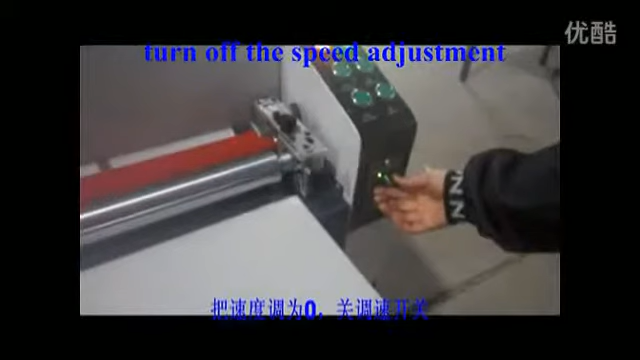 优酷
turn off the speed adjustment
把速度调为0，关调速开关